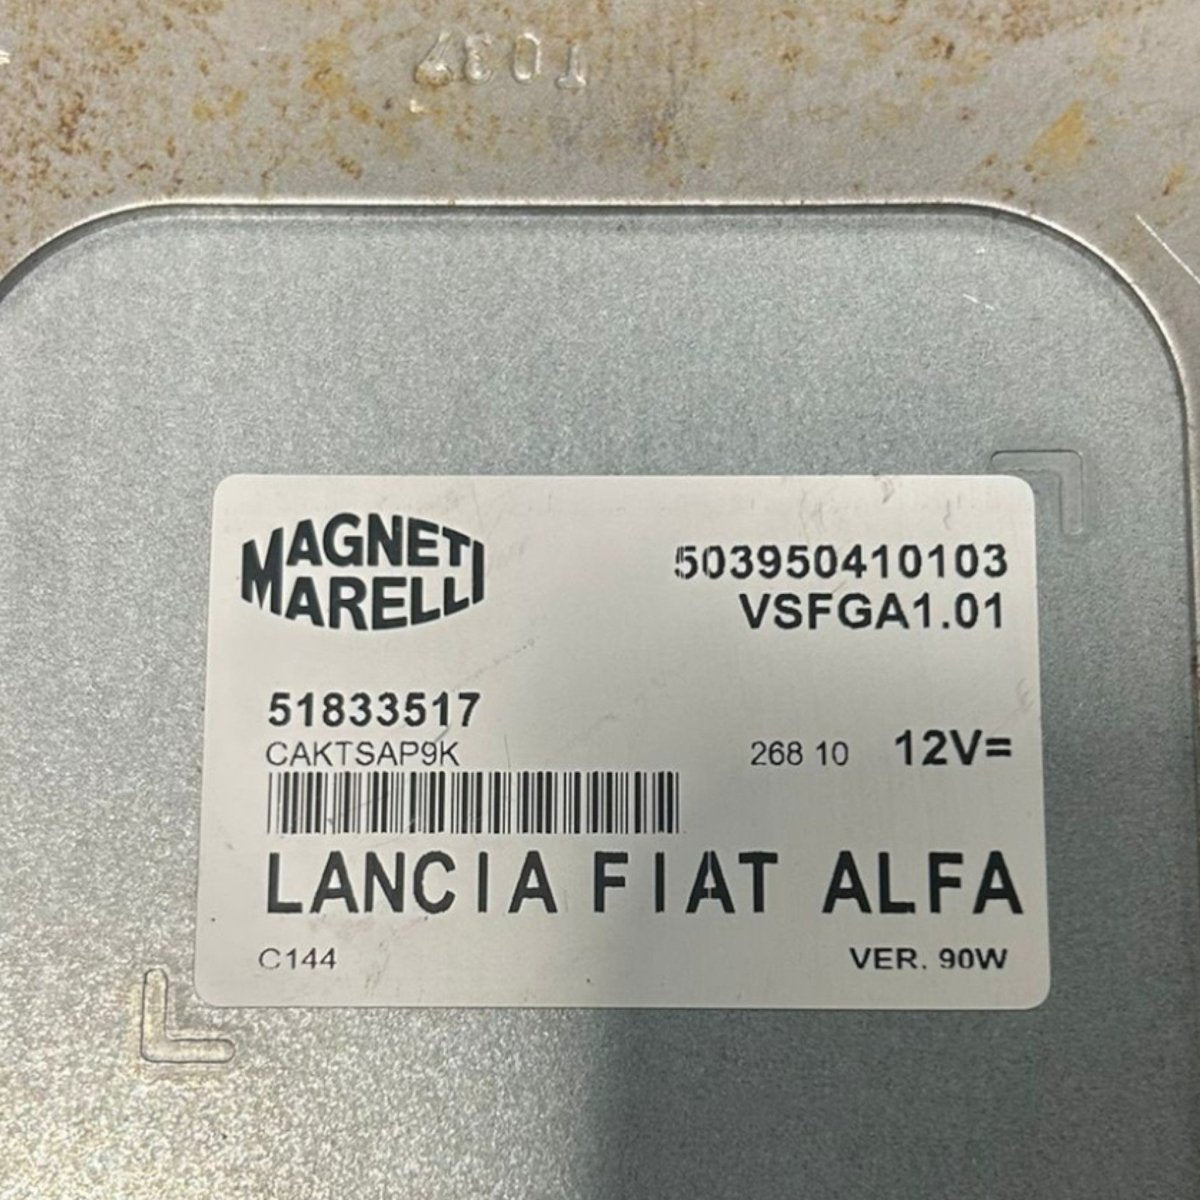 T037
MAGNETI
MARELLI
503950410103
VSFGA1.01
51833517
CAKTSAP9K
268 10 12V=
LANCIA FIAT ALFA
C144
VER. 90W